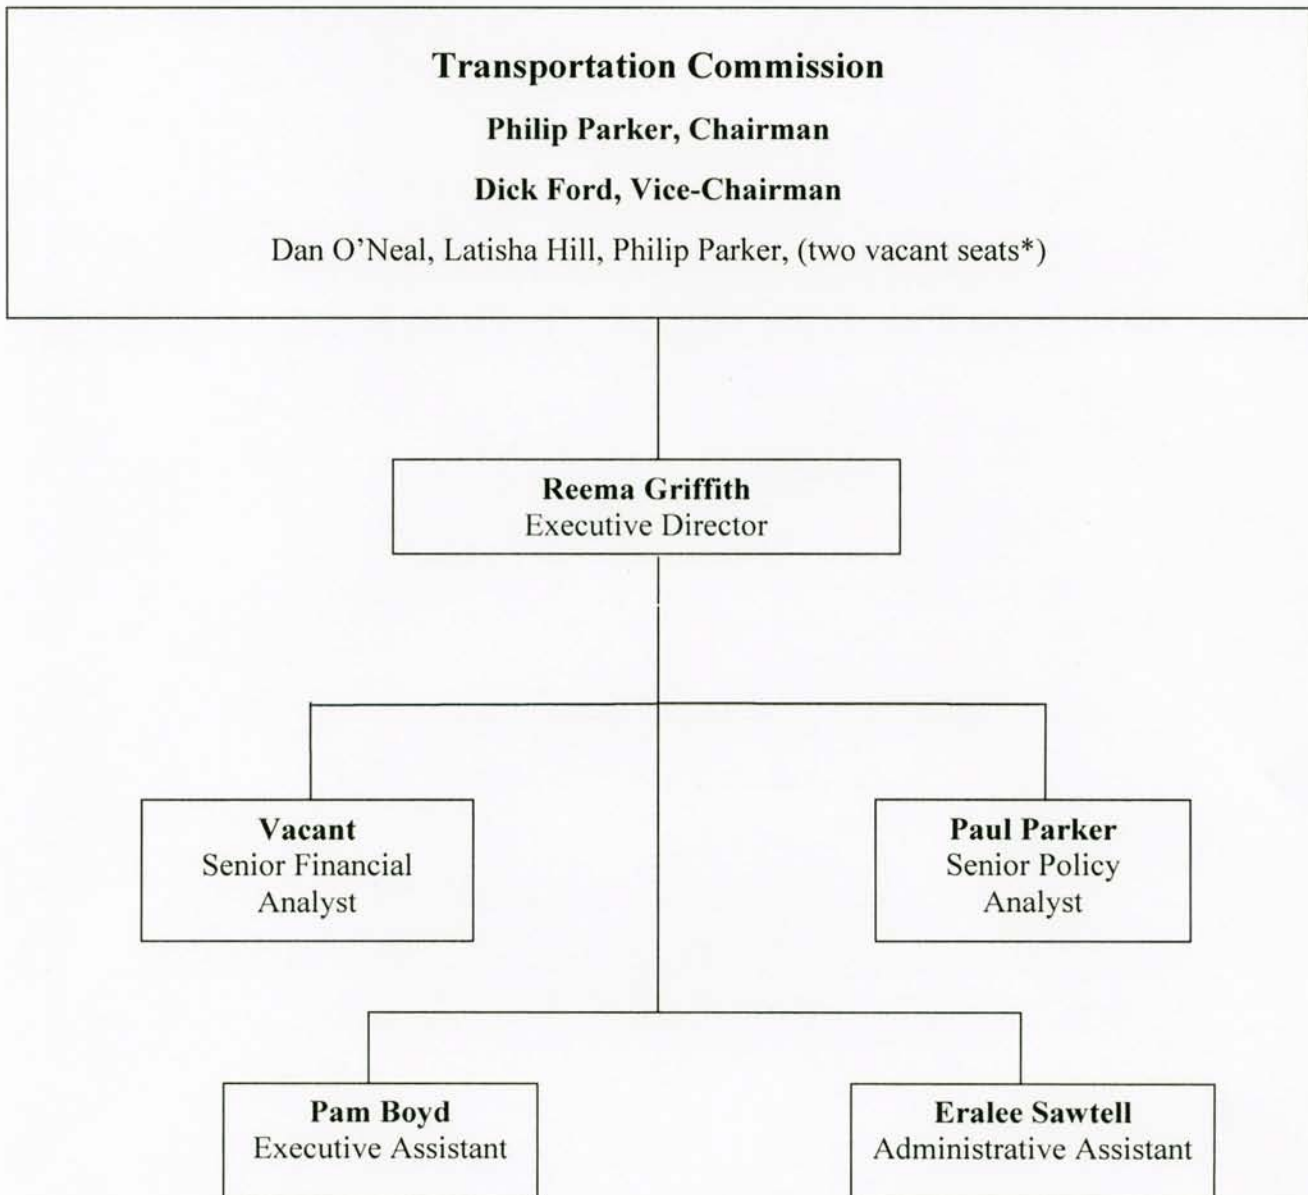 Transportation Commission
Philip Parker, Chairman
Dick Ford, Vice-Chairman
Dan O’Neal, Latisha Hill, Philip Parker, (two vacant seats*)
Reema Griffith
Executive Director
Vacant
Senior Financial
Analyst
Paul Parker
Senior Policy
Analyst
Pam Boyd
Executive Assistant
Eralee Sawtell
Administrative Assistant